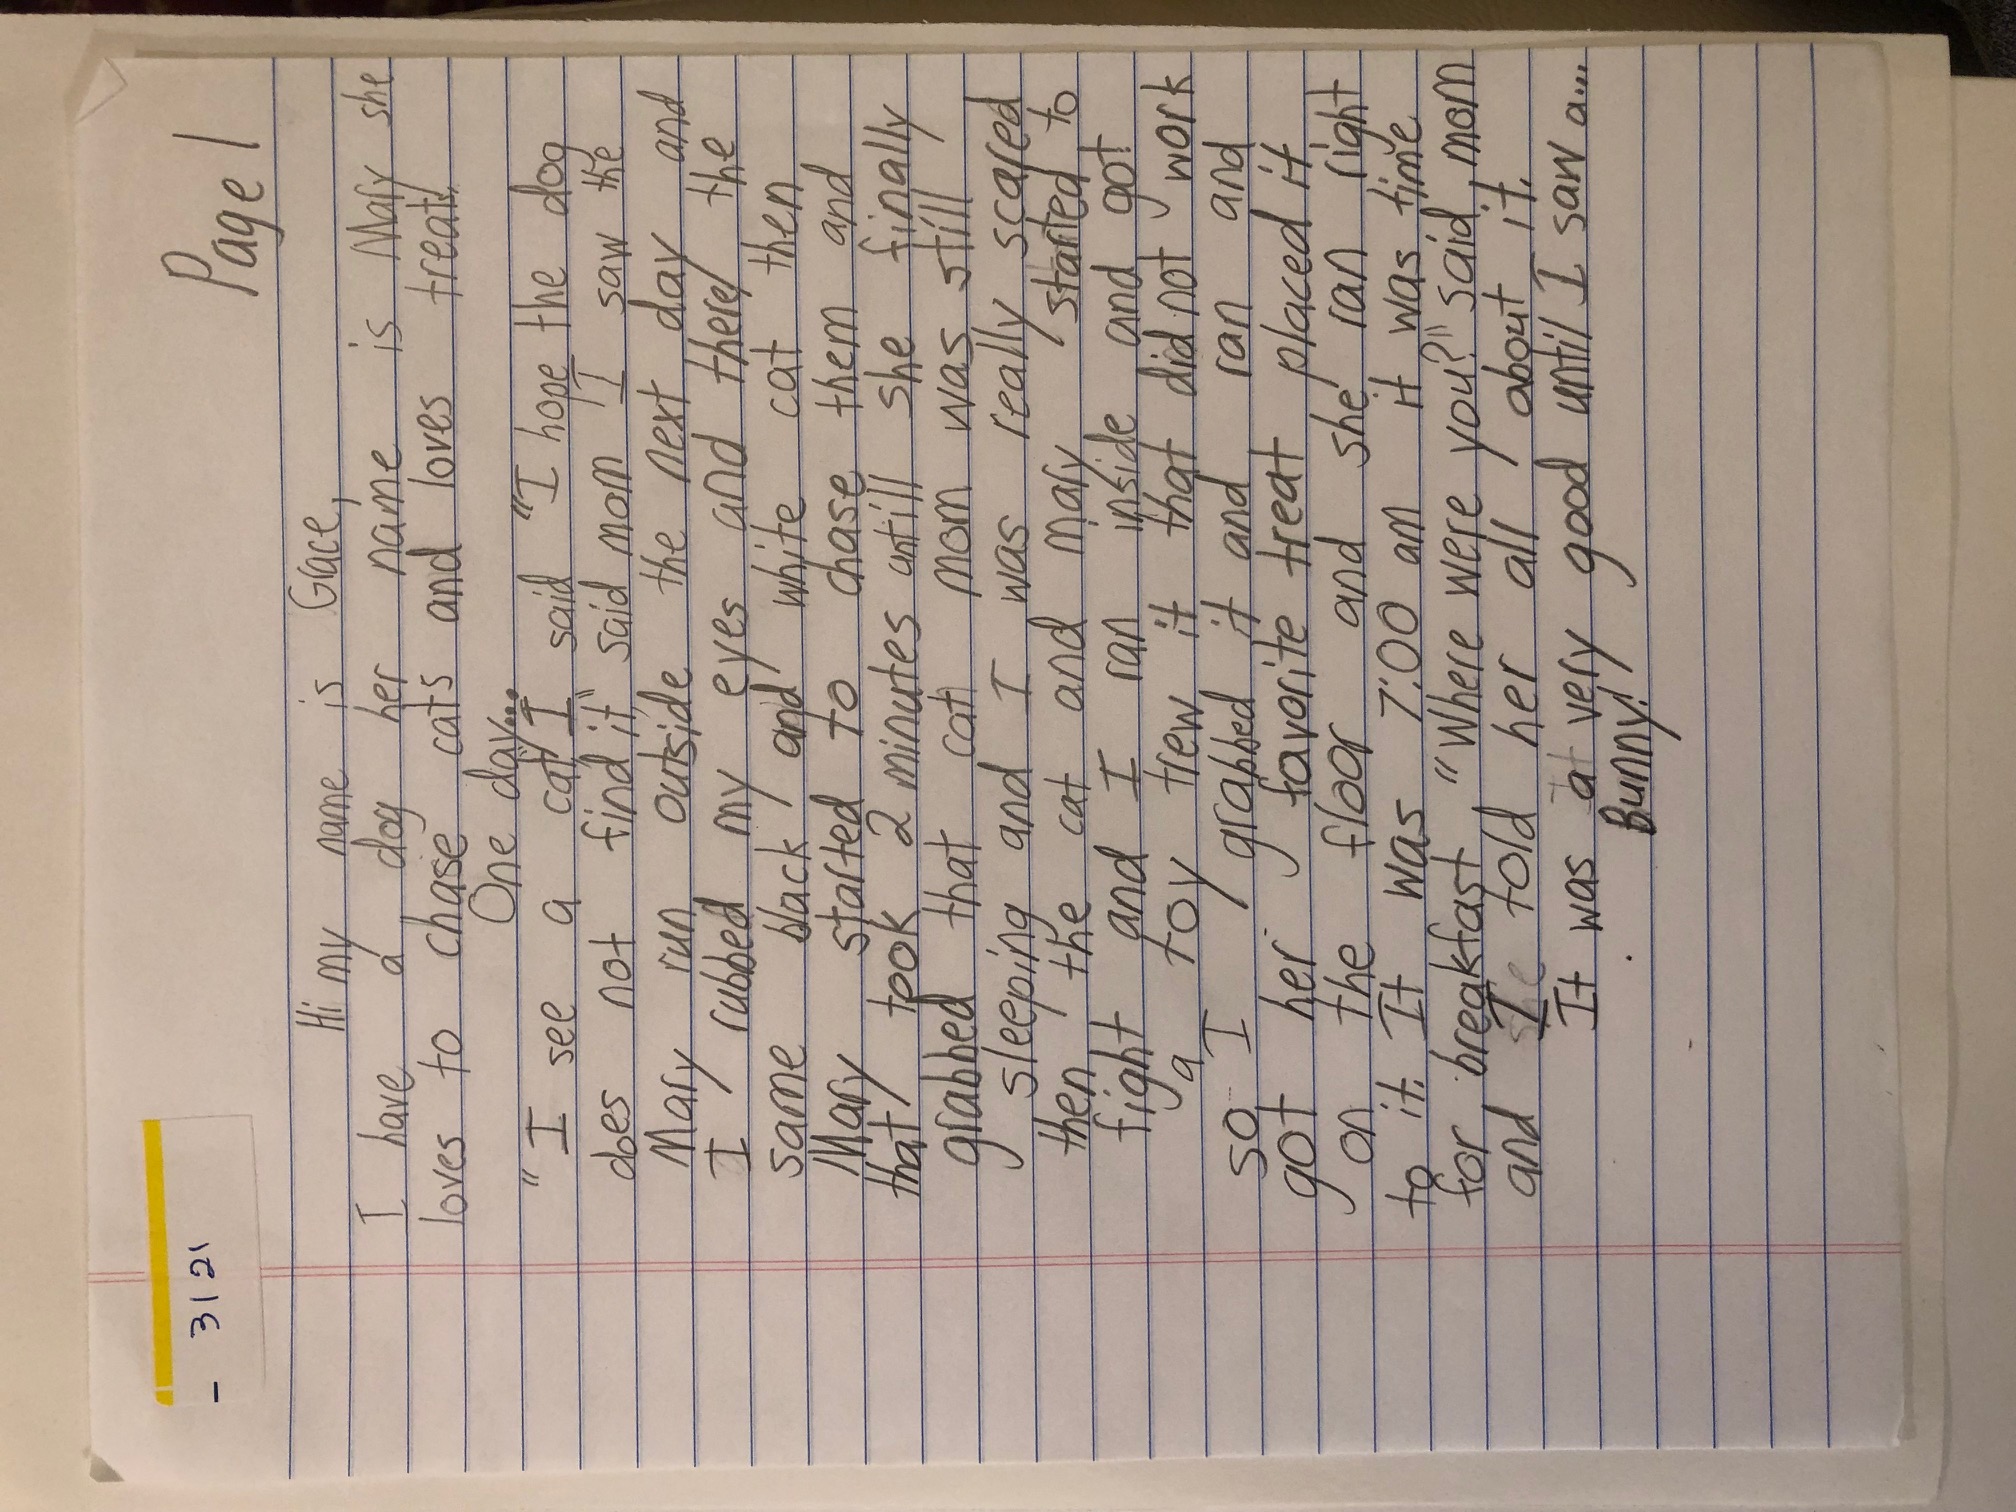 - 3121
Page 1
Hi my name is Grace,
I have a dog her name is Mary she
loves to chase cats and loves treats.
One day...
"I see a cat" I said "I hope the dog
does not find it," said mom I saw the
Mary run outside the next day and
I rubbed my eyes and there the
same black and white cat then
Mary started to chase them and
that took 2 minutes untill she finally
grabbed that cat mom was still
sleeping and I was really scared
then the cat and mary started to
fight and I ran inside and got
a toy trew it that did not work
so I grabbed it and ran and
got her favorite treat placed it
on the floor and she ran right
to it. It was 7:00 am it was time
for breakfast, "Where were you?" said mom
and I told her all about it.
It was a very good until I saw a...
Bunny!